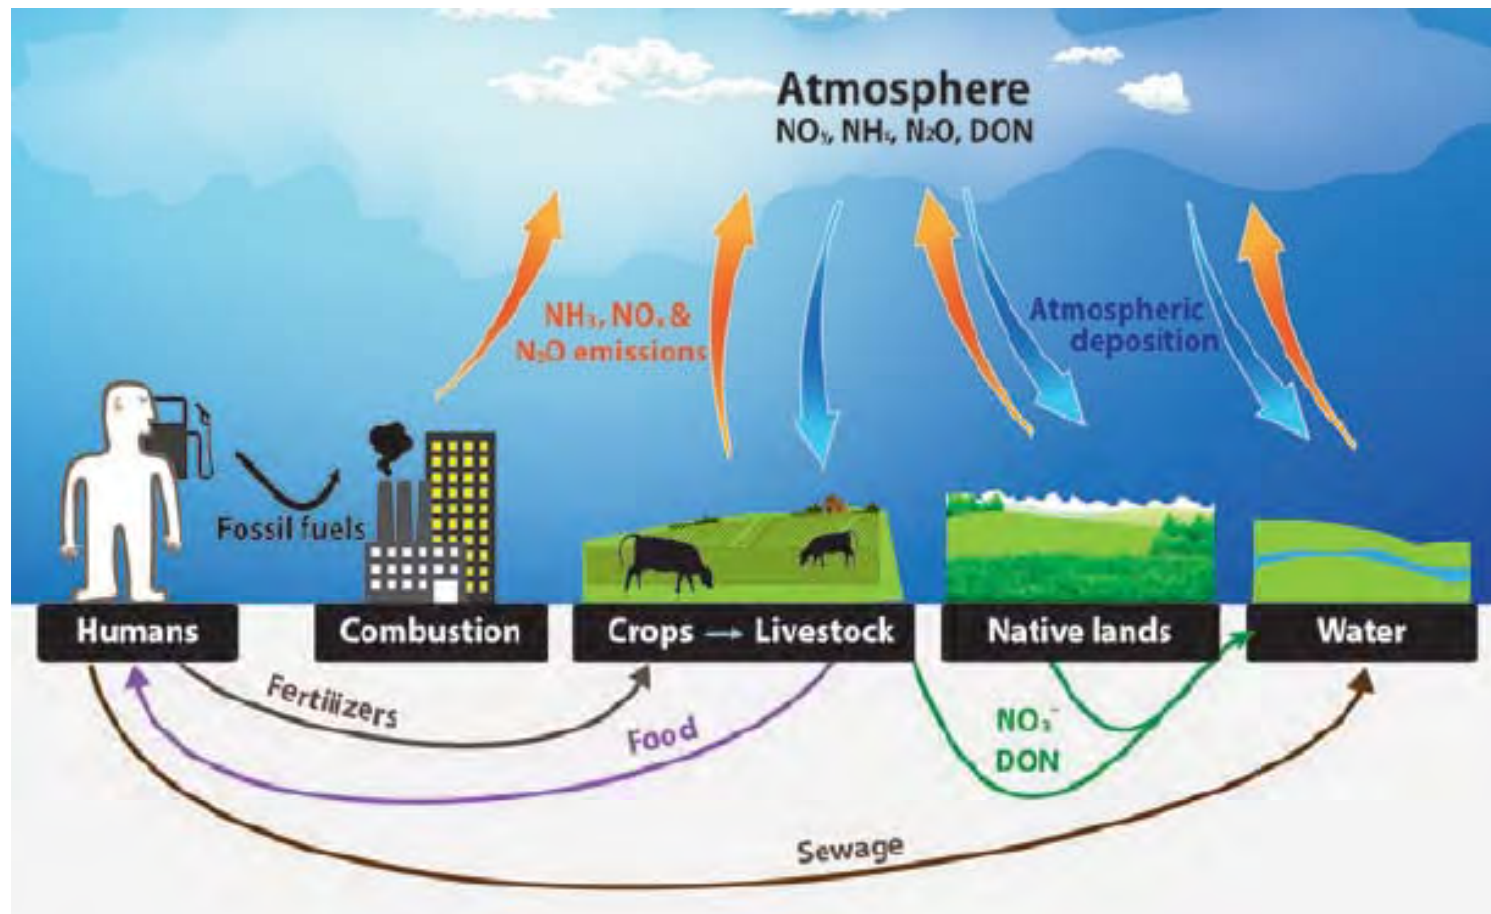 Atmosphere
NOᵧ, NHₓ, N₂O, DON
NH₃, NOₓ &
N₂O emissions
Atmospheric
deposition
Fossil fuels
Humans
Combustion
Crops → Livestock
Native lands
Water
Fertilizers
Food
NO₃⁻
DON
Sewage